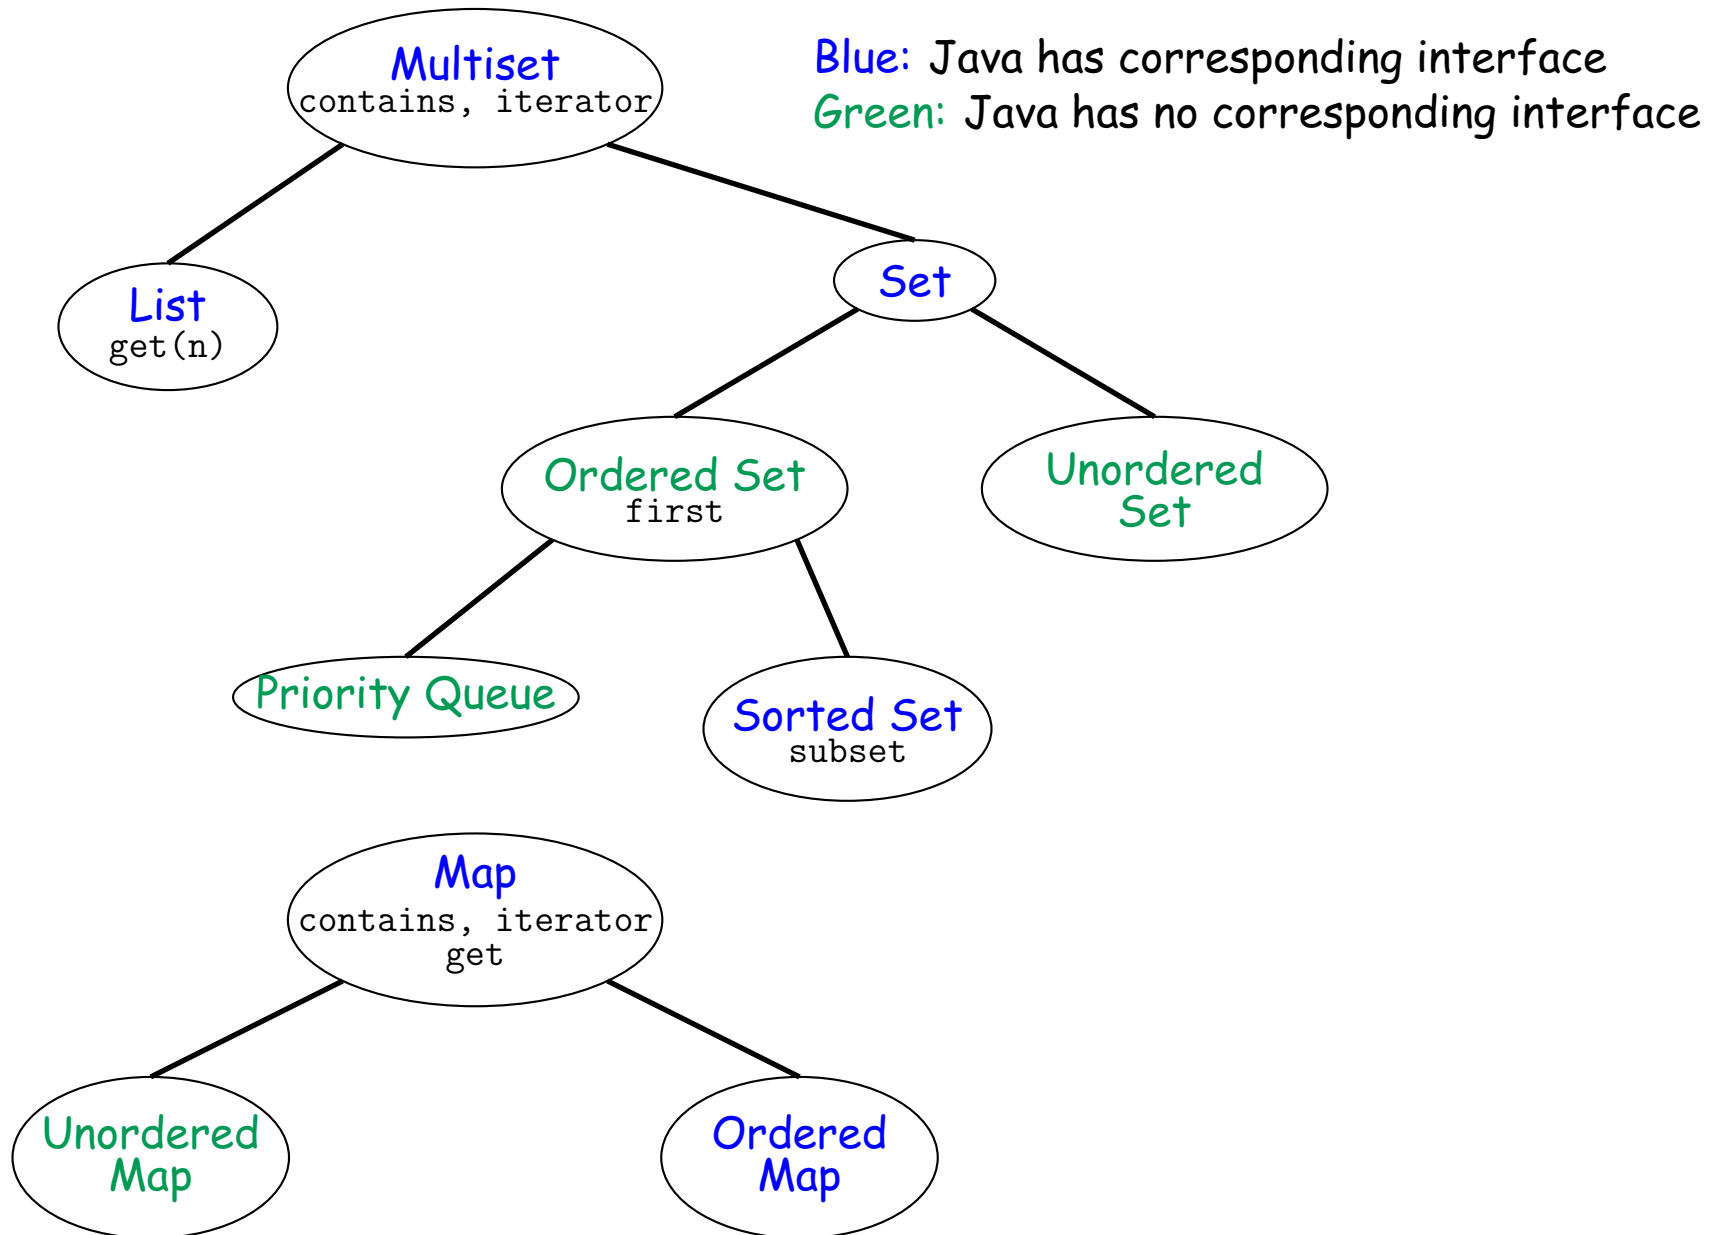 Multiset
contains, iterator
Blue: Java has corresponding interface
Green: Java has no corresponding interface
List
get(n)
Set
Ordered Set
first
Unordered
Set
Priority Queue
Sorted Set
subset
Map
contains, iterator
get
Unordered
Map
Ordered
Map